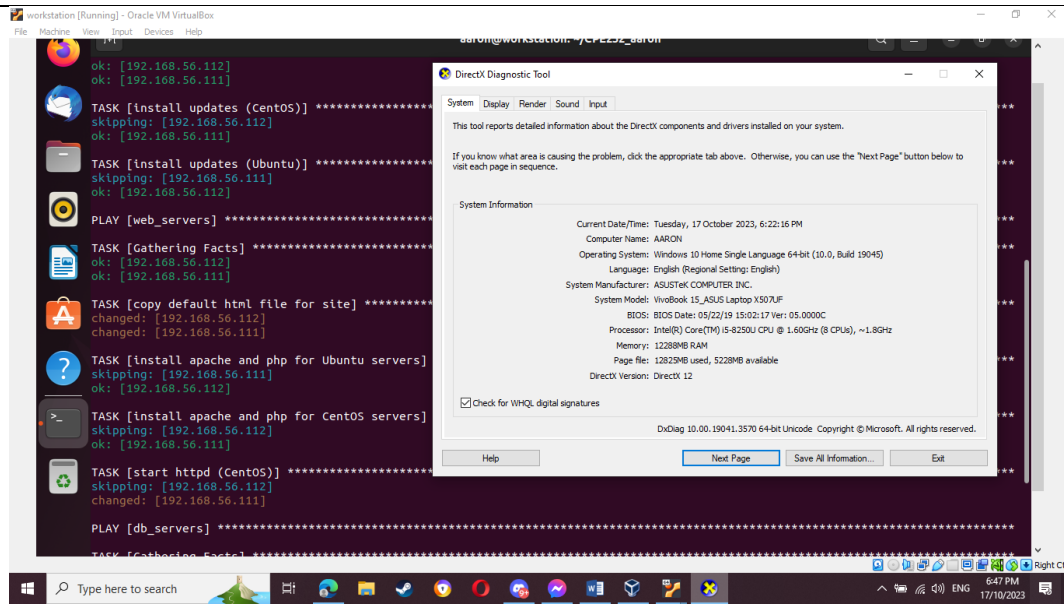 workstation [Running] - Oracle VM VirtualBox
File Machine View Input Devices Help
aaron@workstation: ~/CPE232_aaron
ok: [192.168.56.112]
ok: [192.168.56.111]
TASK [install updates (CentOS)] *****************
***
skipping: [192.168.56.112]
ok: [192.168.56.111]
TASK [install updates (Ubuntu)] *****************
***
skipping: [192.168.56.111]
ok: [192.168.56.112]
PLAY [web_servers] ******************************
***
TASK [Gathering Facts] **************************
***
ok: [192.168.56.112]
ok: [192.168.56.111]
TASK [copy default html file for site] **********
***
changed: [192.168.56.112]
changed: [192.168.56.111]
TASK [install apache and php for Ubuntu servers]
***
skipping: [192.168.56.111]
ok: [192.168.56.112]
TASK [install apache and php for CentOS servers]
***
skipping: [192.168.56.112]
ok: [192.168.56.111]
TASK [start httpd (CentOS)] *********************
***
skipping: [192.168.56.112]
changed: [192.168.56.111]
PLAY [db_servers] *******************************************************************
TASK [Gathering Facts] **************************************************************
DirectX Diagnostic Tool
System Display Render Sound Input
This tool reports detailed information about the DirectX components and drivers installed on your system.
If you know what area is causing the problem, click the appropriate tab above. Otherwise, you can use the "Next Page" button below to
visit each page in sequence.
System Information
Current Date/Time: Tuesday, 17 October 2023, 6:22:16 PM
Computer Name: AARON
Operating System: Windows 10 Home Single Language 64-bit (10.0, Build 19045)
Language: English (Regional Setting: English)
System Manufacturer: ASUSTeK COMPUTER INC.
System Model: VivoBook 15_ASUS Laptop X507UF
BIOS: BIOS Date: 05/22/19 15:02:17 Ver: 05.0000C
Processor: Intel(R) Core(TM) i5-8250U CPU @ 1.60GHz (8 CPUs), ~1.8GHz
Memory: 12288MB RAM
Page file: 12825MB used, 5228MB available
DirectX Version: DirectX 12
Check for WHQL digital signatures
DxDiag 10.00.19041.3570 64-bit Unicode Copyright © Microsoft. All rights reserved.
Help
Next Page
Save All Information...
Exit
Right Ct
Type here to search
ENG
6:47 PM
17/10/2023